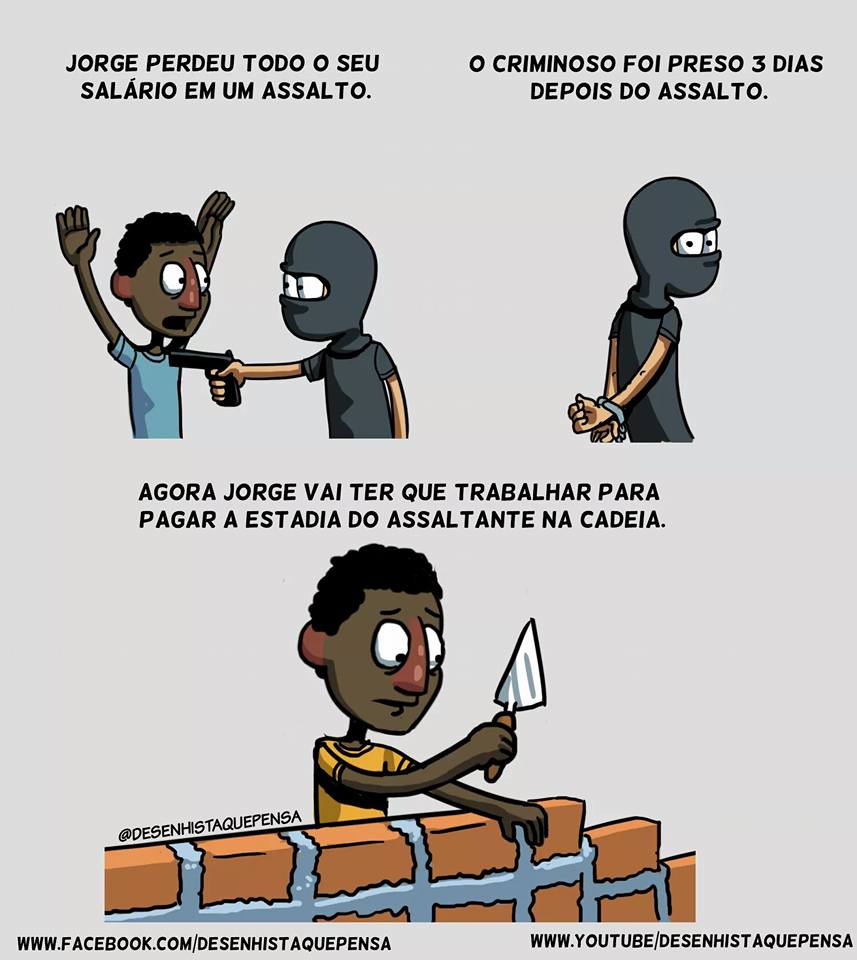 JORGE PERDEU TODO O SEU
SALÁRIO EM UM ASSALTO.
O CRIMINOSO FOI PRESO 3 DIAS
DEPOIS DO ASSALTO.
AGORA JORGE VAI TER QUE TRABALHAR PARA
PAGAR A ESTADIA DO ASSALTANTE NA CADEIA.
@DESENHISTAQUEPENSA
WWW.FACEBOOK.COM/DESENHISTAQUEPENSA
WWW.YOUTUBE/DESENHISTAQUEPENSA